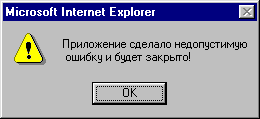 Microsoft Internet Explorer
Приложение сделало недопустимую
ошибку и будет закрыто!
OK